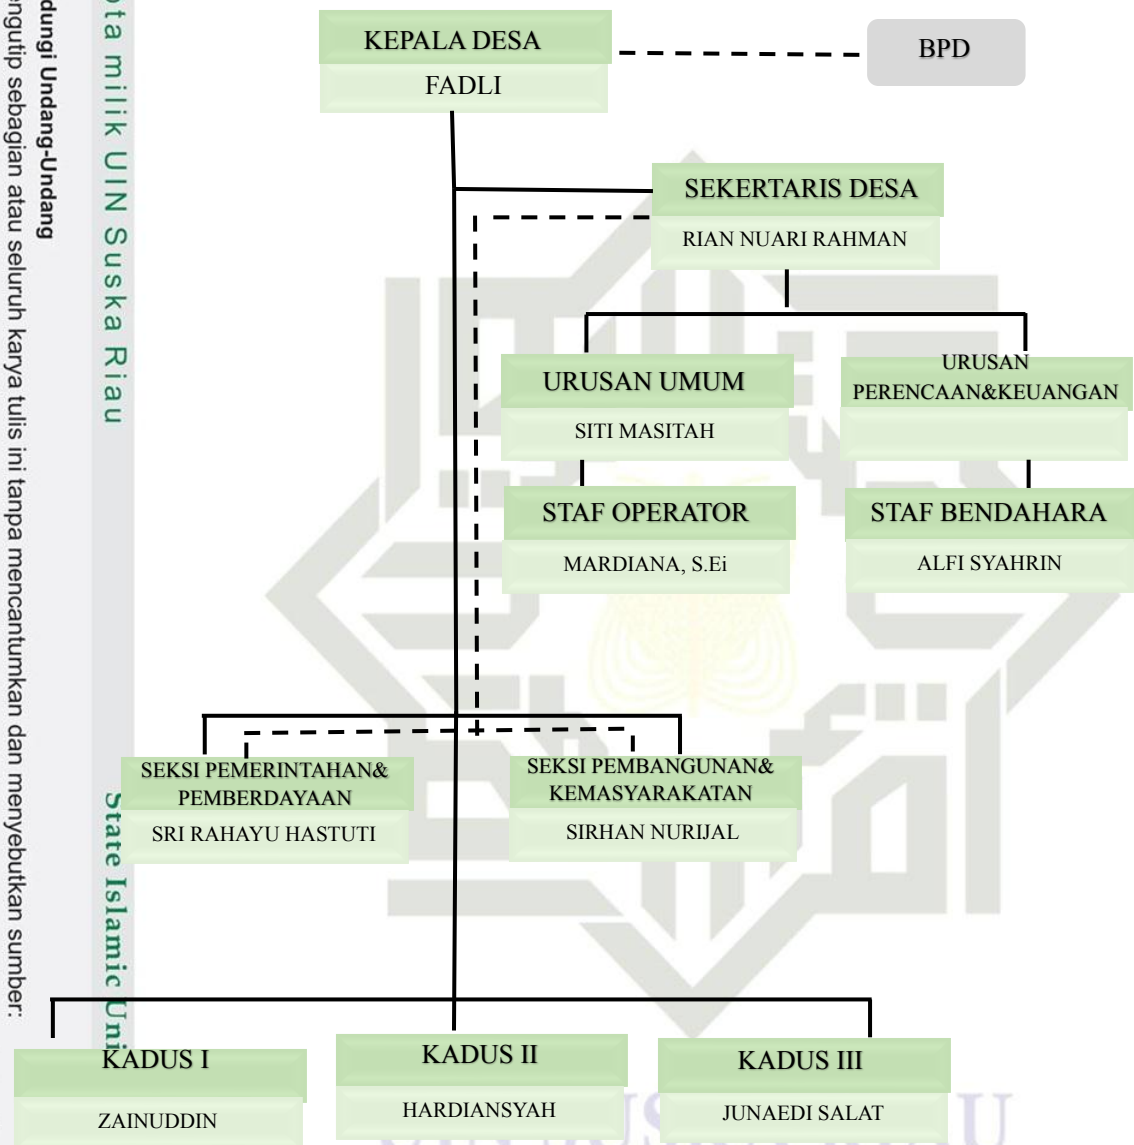 KEPALA DESA
FADLI
BPD
SEKERTARIS DESA
RIAN NUARI RAHMAN
URUSAN UMUM
SITI MASITAH
URUSAN
PERENCAAN&KEUANGAN
STAF OPERATOR
MARDIANA, S.Ei
STAF BENDAHARA
ALFI SYAHRIN
SEKSI PEMERINTAHAN&
PEMBERDAYAAN
SRI RAHAYU HASTUTI
SEKSI PEMBANGUNAN&
KEMASYARAKATAN
SIRHAN NURIJAL
KADUS I
ZAINUDDIN
KADUS II
HARDIANSYAH
KADUS III
JUNAEDI SALAT
milik UIN Suska Riau
State Islamic Uni
Undang-Undang
sebagian atau seluruh karya tulis ini tanpa mencantumkan dan menyebutkan sumber: